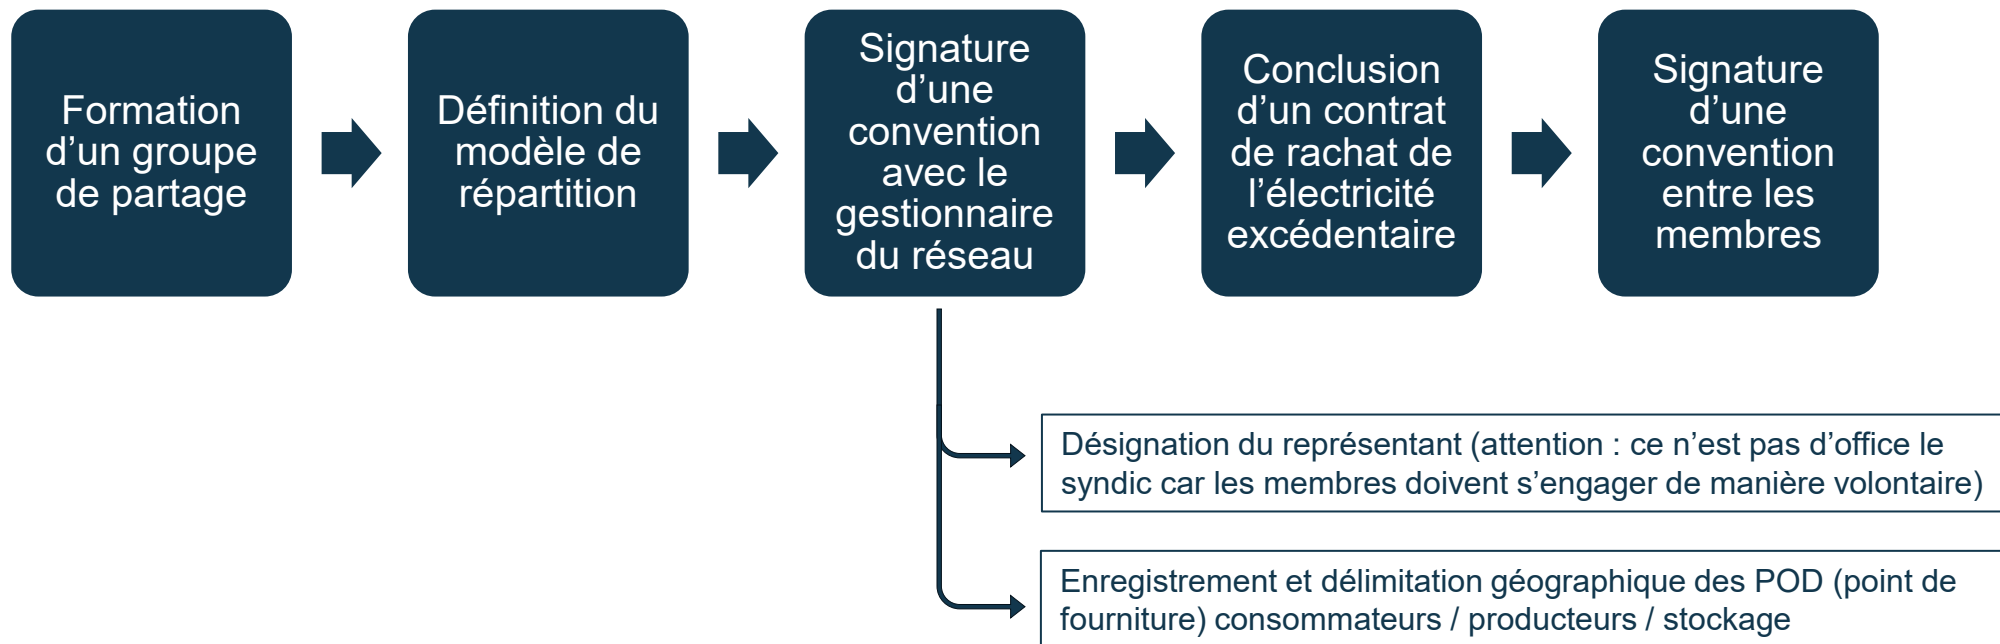 Formation
d’un groupe
de partage
Définition du
modèle de
répartition
Signature
d’une
convention
avec le
gestionnaire
du réseau
Conclusion
d’un contrat
de rachat de
l’électricité
excédentaire
Signature
d’une
convention
entre les
membres
Désignation du représentant (attention : ce n’est pas d’office le
syndic car les membres doivent s’engager de manière volontaire)
Enregistrement et délimitation géographique des POD (point de
fourniture) consommateurs / producteurs / stockage